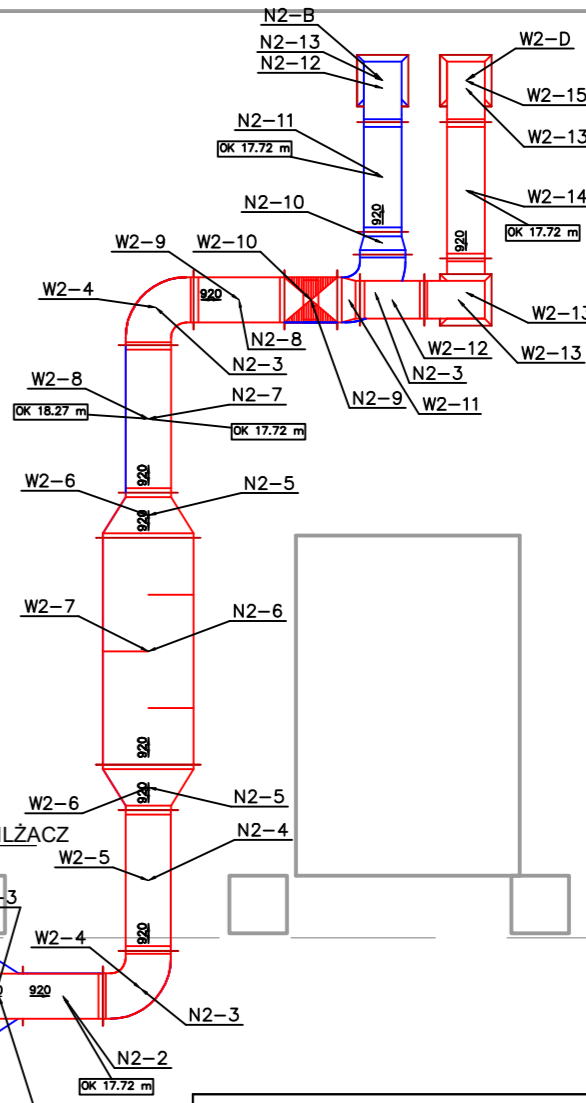 N2-B
N2-13
N2-12
W2-D
W2-15
W2-13
N2-11
OK 17.72 m
W2-14
OK 17.72 m
920
920
N2-10
W2-9
W2-10
W2-4
920
N2-8
N2-3
W2-13
W2-13
W2-12
N2-3
W2-11
N2-9
W2-8
N2-7
OK 18.27 m
OK 17.72 m
920
W2-6
N2-5
920
W2-7
N2-6
920
W2-6
N2-5
920
LŻACZ
N2-4
W2-5
-3
920
W2-4
920
N2-3
N2-2
OK 17.72 m